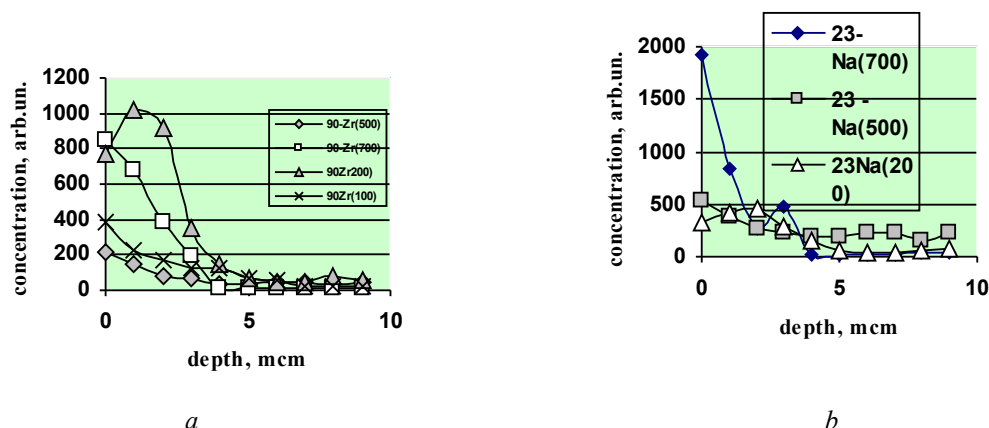 1200
1000
800
600
400
200
0
0 5 10
concentration, arb.un.
depth, mcm
90-Zr(500)
90-Zr(700)
90Zr200)
90Zr(100)
a
2000
1500
1000
500
0
0 5 10
concentration, arb.un.
depth, mcm
23-
Na(700)
23 -
Na(500)
23Na(20
0)
b